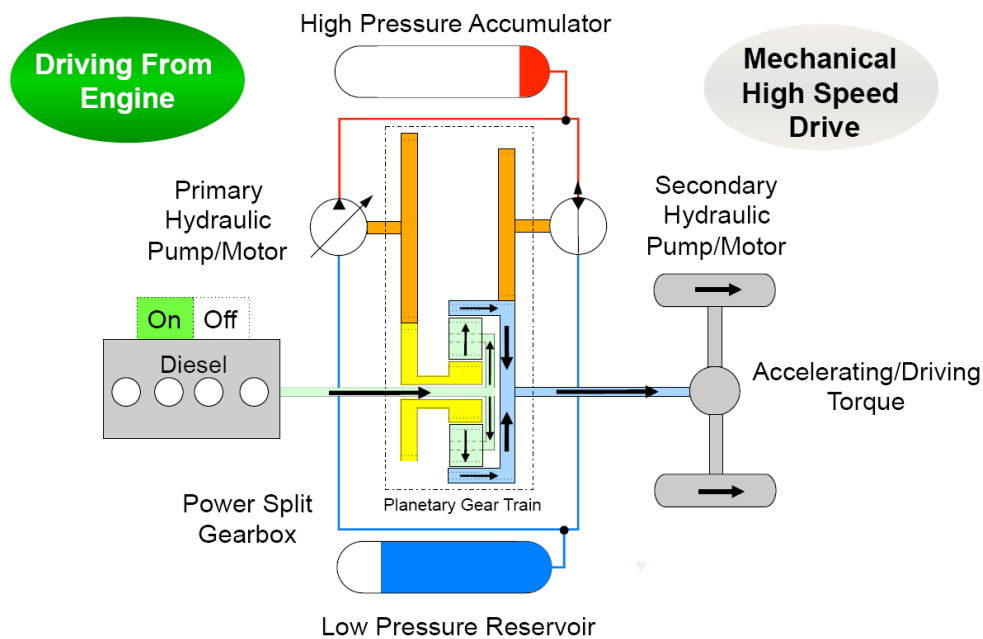 High Pressure Accumulator
Driving From
Engine
Mechanical
High Speed
Drive
Primary
Hydraulic
Pump/Motor
Secondary
Hydraulic
Pump/Motor
On Off
Diesel
Accelerating/Driving
Torque
Power Split
Gearbox
Planetary Gear Train
Low Pressure Reservoir